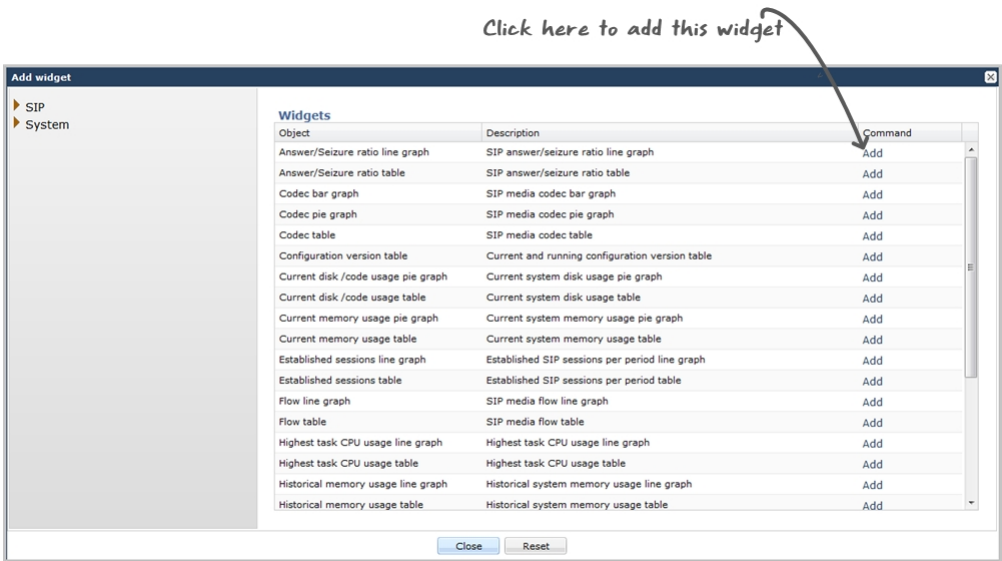 Click here to add this widget
Add widget
SIP
System
Widgets
Object Description Command
Answer/Seizure ratio line graph SIP answer/seizure ratio line graph Add
Answer/Seizure ratio table SIP answer/seizure ratio table Add
Codec bar graph SIP media codec bar graph Add
Codec pie graph SIP media codec pie graph Add
Codec table SIP media codec table Add
Configuration version table Current and running configuration version table Add
Current disk /code usage pie graph Current system disk usage pie graph Add
Current disk /code usage table Current system disk usage table Add
Current memory usage pie graph Current system memory usage pie graph Add
Current memory usage table Current system memory usage table Add
Established sessions line graph Established SIP sessions per period line graph Add
Established sessions table Established SIP sessions per period table Add
Flow line graph SIP media flow line graph Add
Flow table SIP media flow table Add
Highest task CPU usage line graph Highest task CPU usage line graph Add
Highest task CPU usage table Highest task CPU usage table Add
Historical memory usage line graph Historical system memory usage line graph Add
Historical memory usage table Historical system memory usage table Add
Close Reset